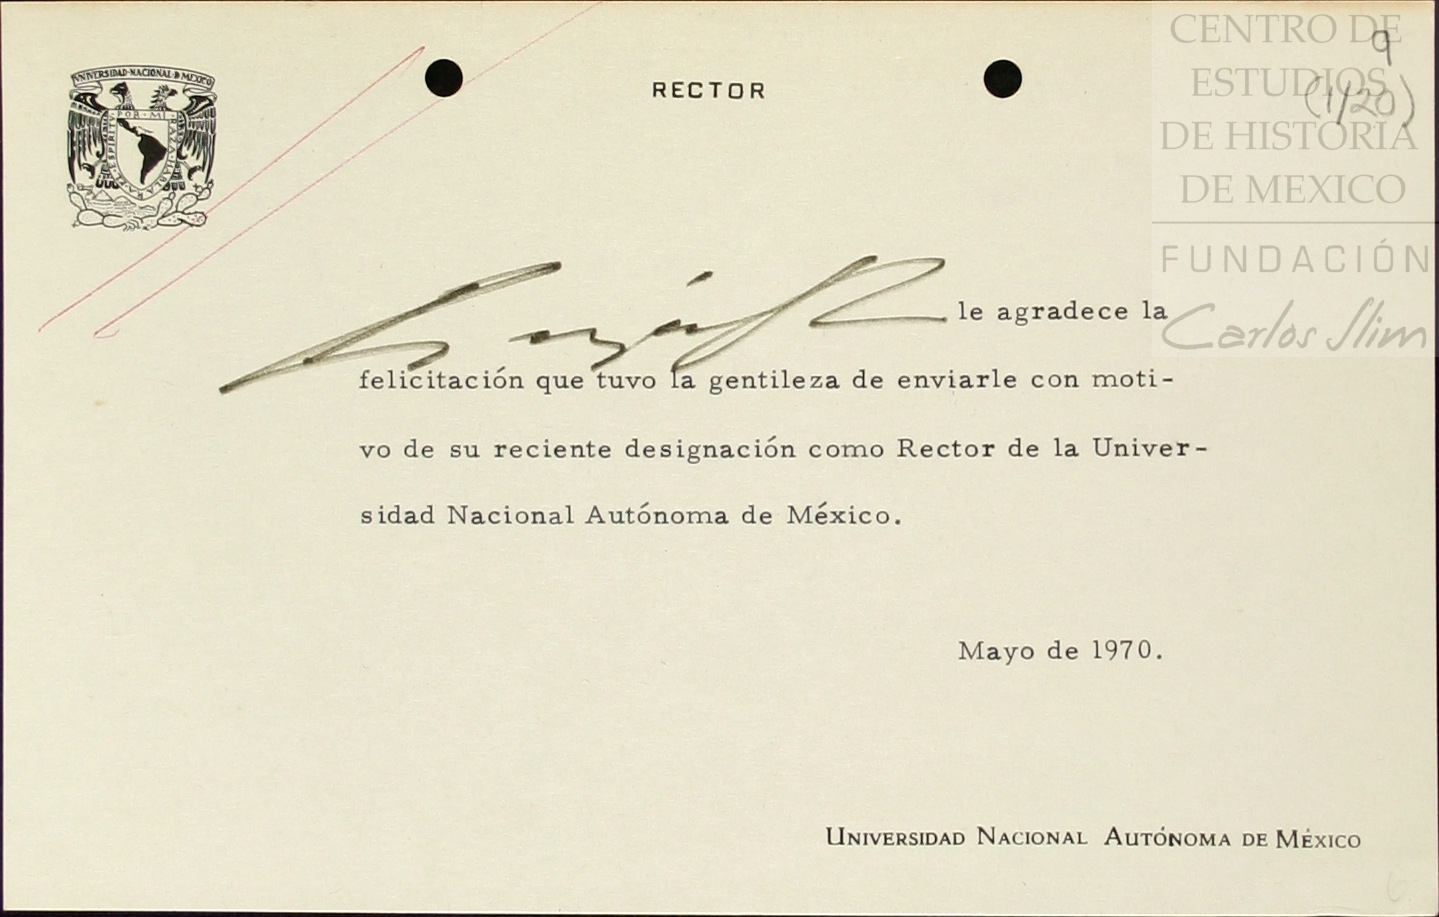 UNIVERSIDAD·NACIONAL·D·MEXICO
POR·MI·RAZA·HABLARA·EL·ESPIRITU
RECTOR
9
(1/20)
CENTRO DE
ESTUDIOS
DE HISTORIA
DE MEXICO
FUNDACIÓN
Carlos Slim
le agradece la
felicitación que tuvo la gentileza de enviarle con moti-
vo de su reciente designación como Rector de la Univer-
sidad Nacional Autónoma de México.
Mayo de 1970.
UNIVERSIDAD NACIONAL AUTÓNOMA DE MÉXICO